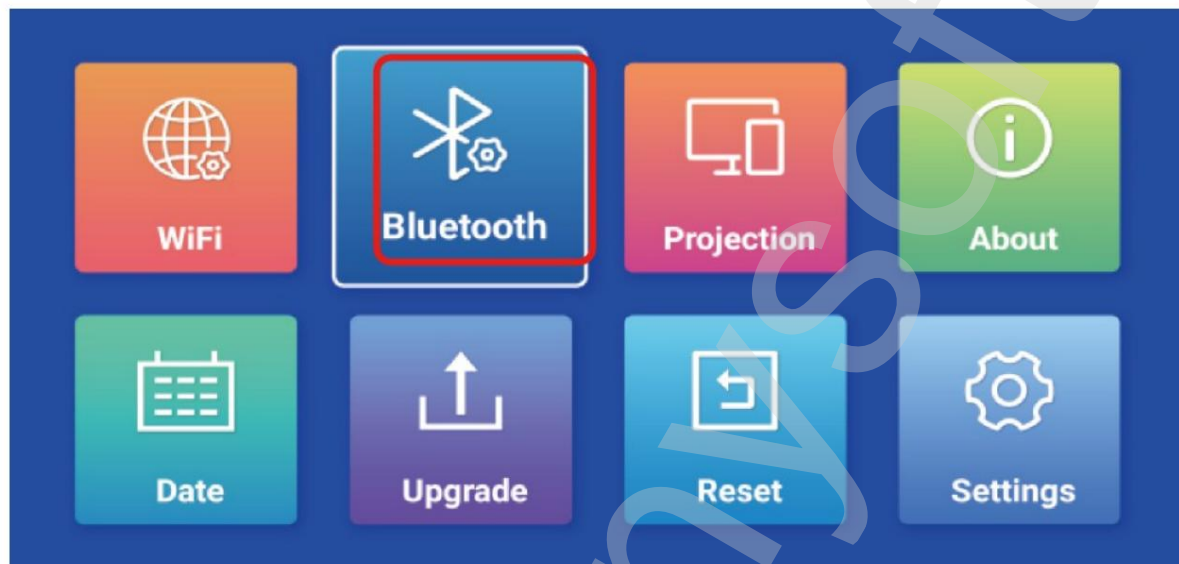 WiFi
Bluetooth
Projection
About
Date
Upgrade
Reset
Settings